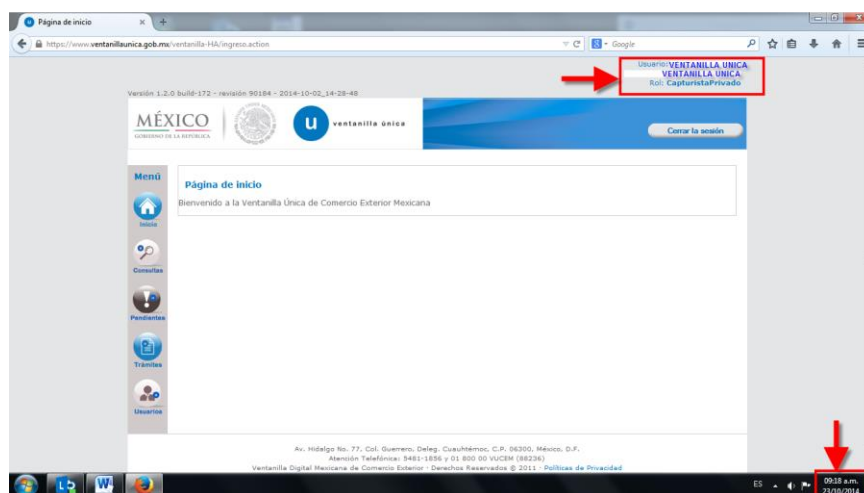 Página de inicio
https://www.ventanillaunica.gob.mx/ventanilla-HA/ingreso.action
Google
Usuario: VENTANILLA UNICA
VENTANILLA UNICA
Rol: CapturistaPrivado
Versión 1.2.0 build-172 - revisión 90184 - 2014-10-02_14-28-48
MÉXICO
GOBIERNO DE LA REPÚBLICA
u
ventanilla única
Cerrar la sesión
Menú
Página de inicio
Bienvenido a la Ventanilla Única de Comercio Exterior Mexicana
Inicio
Consultas
Pendientes
Trámites
Usuarios
Av. Hidalgo No. 77, Col. Guerrero, Deleg. Cuauhtémoc, C.P. 06300, México, D.F.
Atención Telefónica: 5481-1856 y 01 800 00 VUCEM (88236)
Ventanilla Digital Mexicana de Comercio Exterior - Derechos Reservados © 2011 - Políticas de Privacidad
ES
09:18 a.m.
23/10/2014